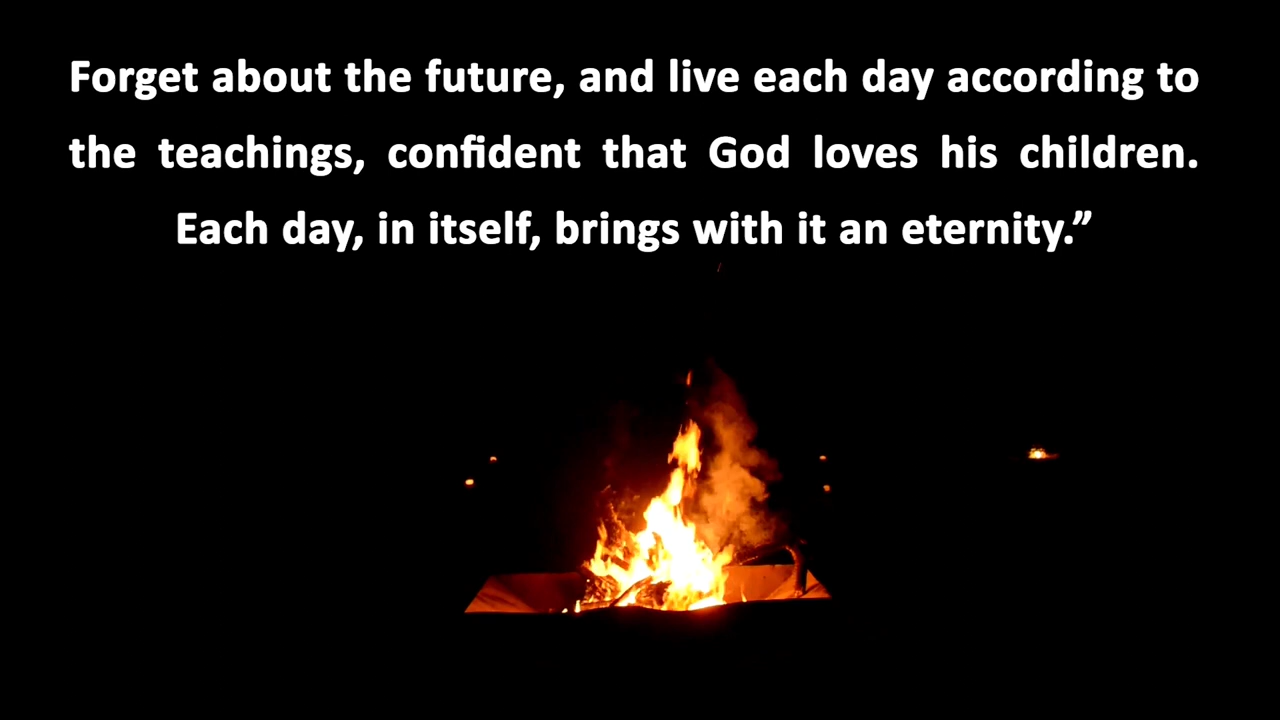 Forget about the future, and live each day according to
the teachings, confident that God loves his children.
Each day, in itself, brings with it an eternity.”